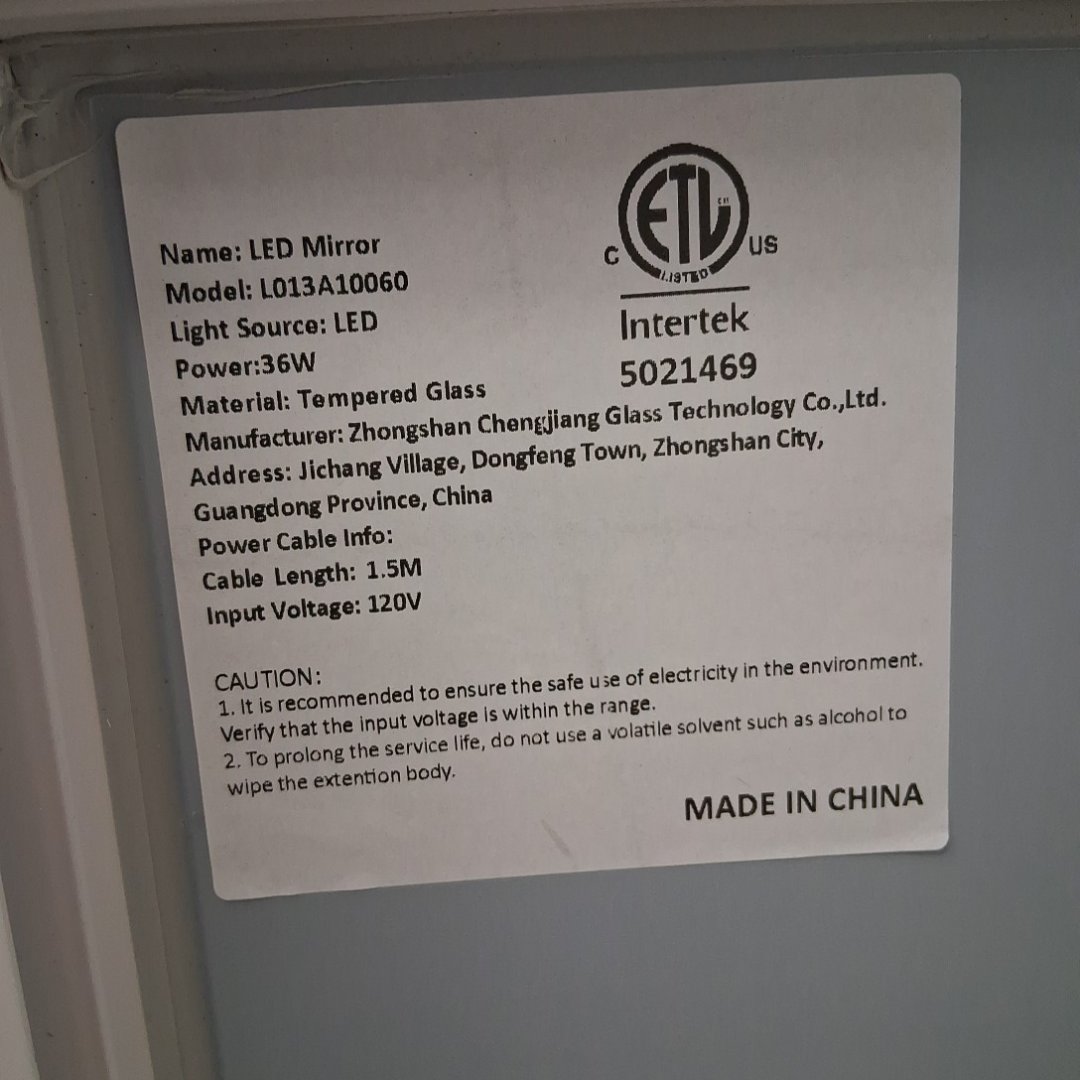 Name: LED Mirror
Model: L013A10060
Light Source: LED
Power:36W
Material: Tempered Glass
Manufacturer: Zhongshan Chengjiang Glass Technology Co.,Ltd.
Address: Jichang Village, Dongfeng Town, Zhongshan City,
Guangdong Province, China
Power Cable Info:
Cable Length: 1.5M
Input Voltage: 120V
ETL
LISTED
C US
Intertek
5021469
CAUTION:
1. It is recommended to ensure the safe use of electricity in the environment.
Verify that the input voltage is within the range.
2. To prolong the service life, do not use a volatile solvent such as alcohol to
wipe the extention body.
MADE IN CHINA